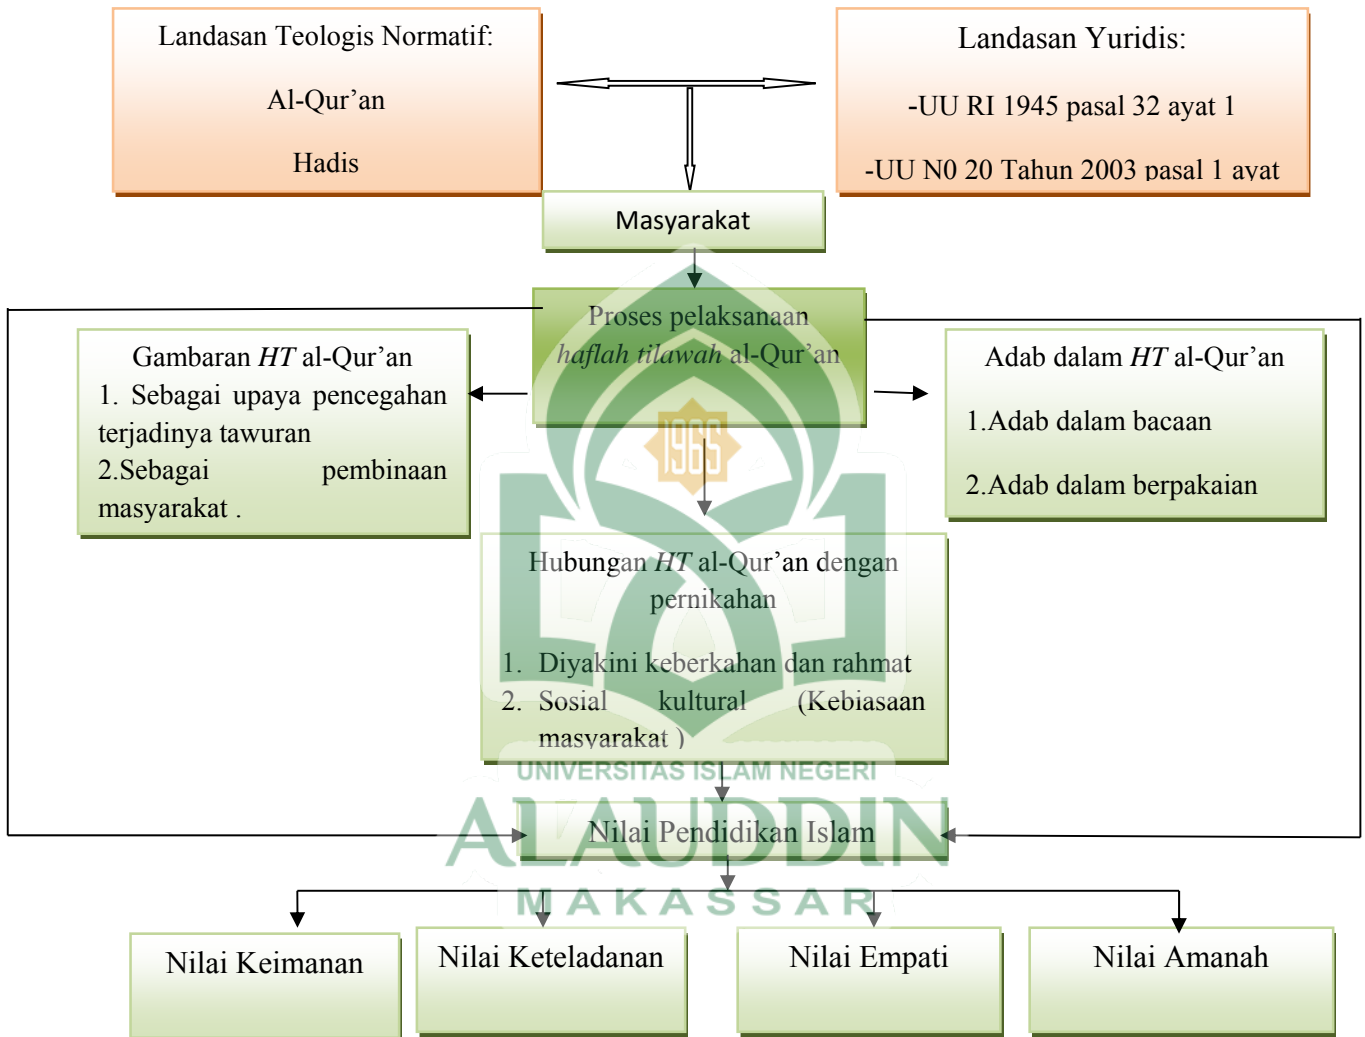 Landasan Teologis Normatif:
Al-Qur’an
Hadis
Landasan Yuridis:
-UU RI 1945 pasal 32 ayat 1
-UU N0 20 Tahun 2003 pasal 1 ayat
Masyarakat
Proses pelaksanaan
haflah tilawah al-Qur’an
Gambaran HT al-Qur’an
1. Sebagai upaya pencegahan
terjadinya tawuran
2.Sebagai pembinaan
masyarakat .
Adab dalam HT al-Qur’an
1.Adab dalam bacaan
2.Adab dalam berpakaian
1965
Hubungan HT al-Qur’an dengan
pernikahan
1. Diyakini keberkahan dan rahmat
2. Sosial kultural (Kebiasaan
masyarakat )
UNIVERSITAS ISLAM NEGERI
ALAUDDIN
MAKASSAR
Nilai Pendidikan Islam
Nilai Keimanan
Nilai Keteladanan
Nilai Empati
Nilai Amanah